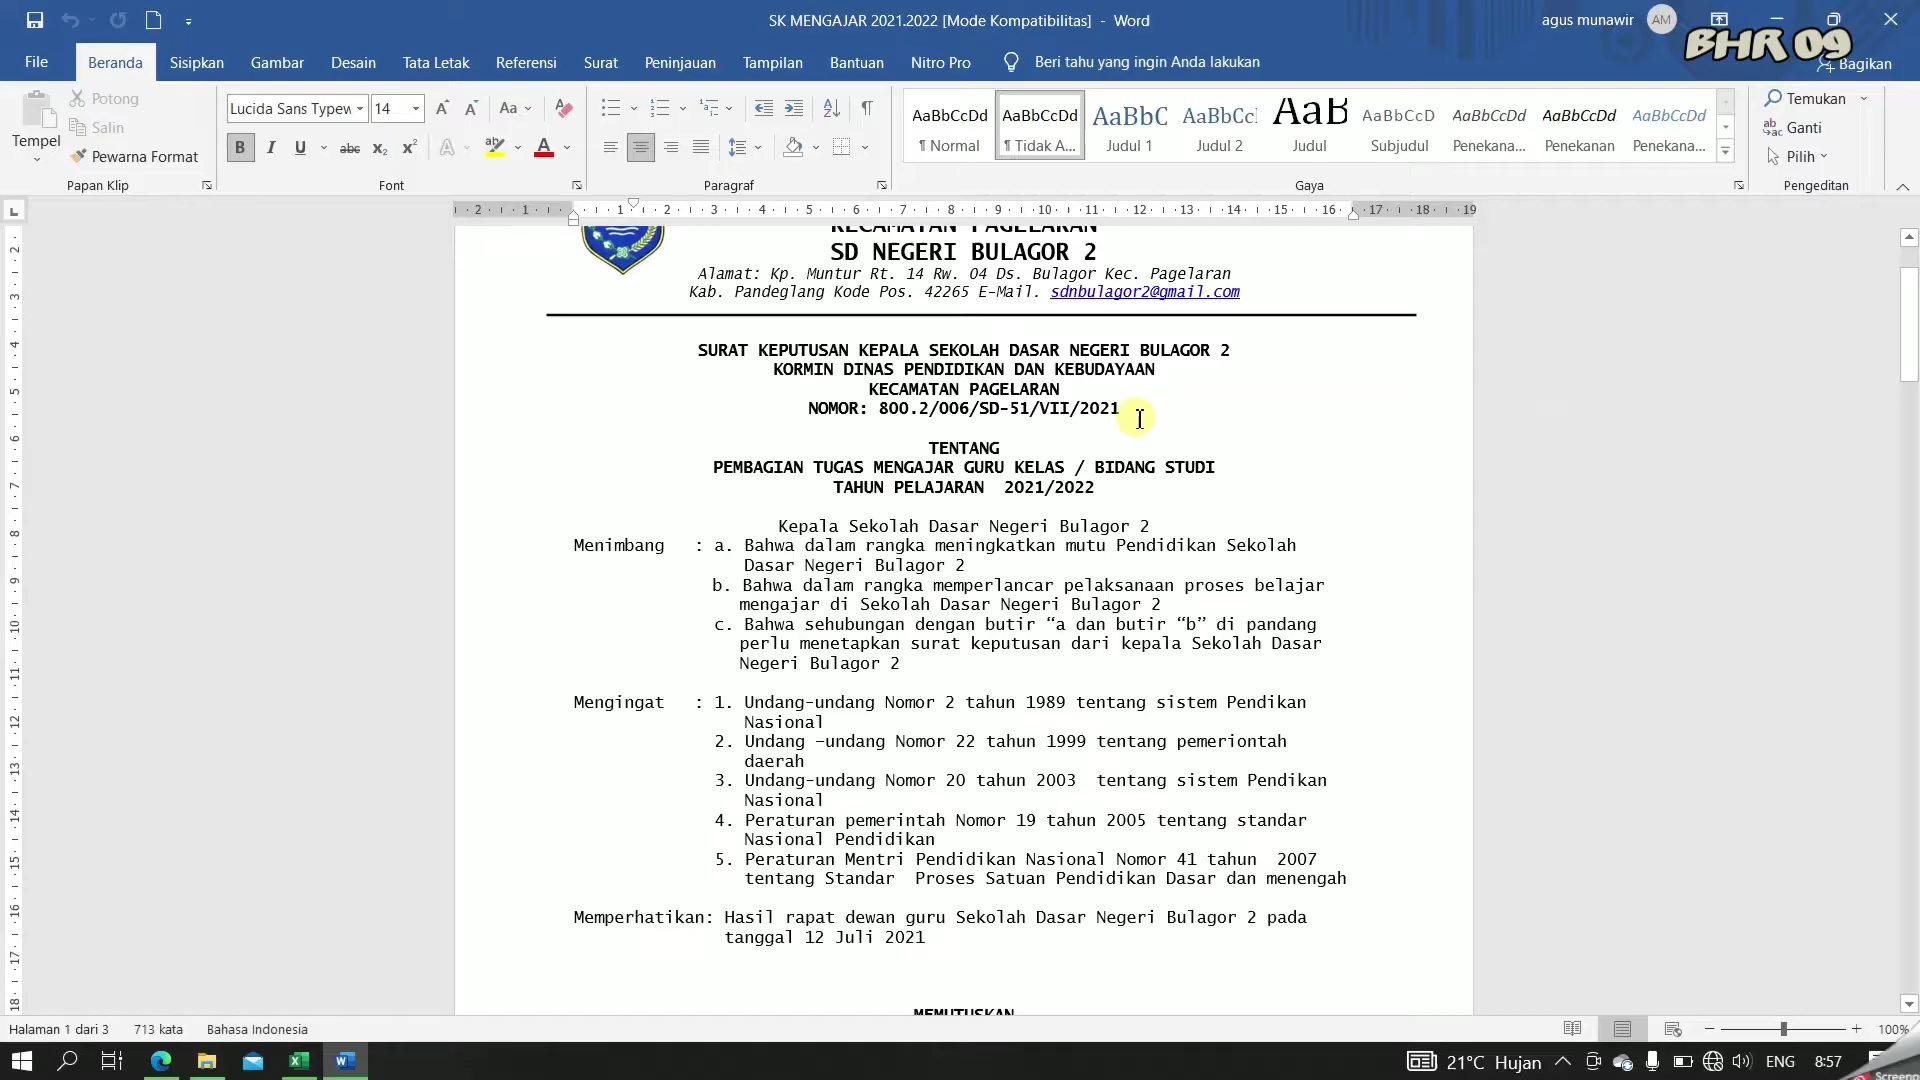 SK MENGAJAR 2021.2022 [Mode Kompatibilitas] - Word
agus munawir AM
BHR 09
File Beranda Sisipkan Gambar Desain Tata Letak Referensi Surat Peninjauan Tampilan Bantuan Nitro Pro Beri tahu yang ingin Anda lakukan Bagikan
Tempel
Potong
Salin
Pewarna Format
Papan Klip
Lucida Sans Typew 14
Font
Paragraf
AaBbCcDd AaBbCcDd AaBbC AaBbCc AaB AaBbCcD AaBbCcDd AaBbCcDd AaBbCcDd
¶ Normal ¶ Tidak A... Judul 1 Judul 2 Judul Subjudul Penekana... Penekanan Penekana...
Gaya
Temukan
Ganti
Pilih
Pengeditan
KECAMATAN PAGELARAN
SD NEGERI BULAGOR 2
Alamat: Kp. Muntur Rt. 14 Rw. 04 Ds. Bulagor Kec. Pagelaran
Kab. Pandeglang Kode Pos. 42265 E-Mail. sdnbulagor2@gmail.com
SURAT KEPUTUSAN KEPALA SEKOLAH DASAR NEGERI BULAGOR 2
KORMIN DINAS PENDIDIKAN DAN KEBUDAYAAN
KECAMATAN PAGELARAN
NOMOR: 800.2/006/SD-51/VII/2021
TENTANG
PEMBAGIAN TUGAS MENGAJAR GURU KELAS / BIDANG STUDI
TAHUN PELAJARAN 2021/2022
Kepala Sekolah Dasar Negeri Bulagor 2
Menimbang : a. Bahwa dalam rangka meningkatkan mutu Pendidikan Sekolah
Dasar Negeri Bulagor 2
b. Bahwa dalam rangka memperlancar pelaksanaan proses belajar
mengajar di Sekolah Dasar Negeri Bulagor 2
c. Bahwa sehubungan dengan butir “a dan butir “b” di pandang
perlu menetapkan surat keputusan dari kepala Sekolah Dasar
Negeri Bulagor 2
Mengingat : 1. Undang-undang Nomor 2 tahun 1989 tentang sistem Pendikan
Nasional
2. Undang –undang Nomor 22 tahun 1999 tentang pemeriontah
daerah
3. Undang-undang Nomor 20 tahun 2003 tentang sistem Pendikan
Nasional
4. Peraturan pemerintah Nomor 19 tahun 2005 tentang standar
Nasional Pendidikan
5. Peraturan Mentri Pendidikan Nasional Nomor 41 tahun 2007
tentang Standar Proses Satuan Pendidikan Dasar dan menengah
Memperhatikan: Hasil rapat dewan guru Sekolah Dasar Negeri Bulagor 2 pada
tanggal 12 Juli 2021
MEMUTUSKAN
Halaman 1 dari 3 713 kata Bahasa Indonesia 100%
21°C Hujan ENG 8:57